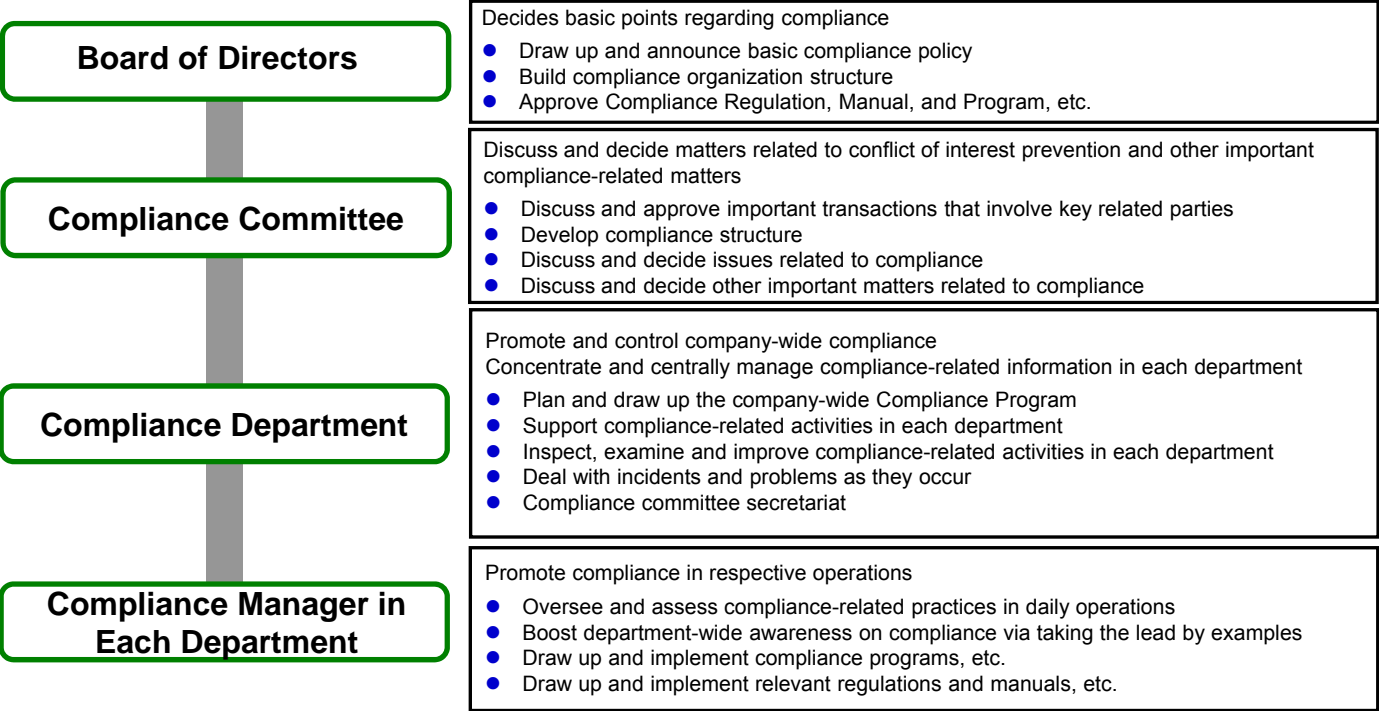 Board of Directors
Decides basic points regarding compliance
● Draw up and announce basic compliance policy
● Build compliance organization structure
● Approve Compliance Regulation, Manual, and Program, etc.
Compliance Committee
Discuss and decide matters related to conflict of interest prevention and other important
compliance-related matters
● Discuss and approve important transactions that involve key related parties
● Develop compliance structure
● Discuss and decide issues related to compliance
● Discuss and decide other important matters related to compliance
Compliance Department
Promote and control company-wide compliance
Concentrate and centrally manage compliance-related information in each department
● Plan and draw up the company-wide Compliance Program
● Support compliance-related activities in each department
● Inspect, examine and improve compliance-related activities in each department
● Deal with incidents and problems as they occur
● Compliance committee secretariat
Compliance Manager in
Each Department
Promote compliance in respective operations
● Oversee and assess compliance-related practices in daily operations
● Boost department-wide awareness on compliance via taking the lead by examples
● Draw up and implement compliance programs, etc.
● Draw up and implement relevant regulations and manuals, etc.